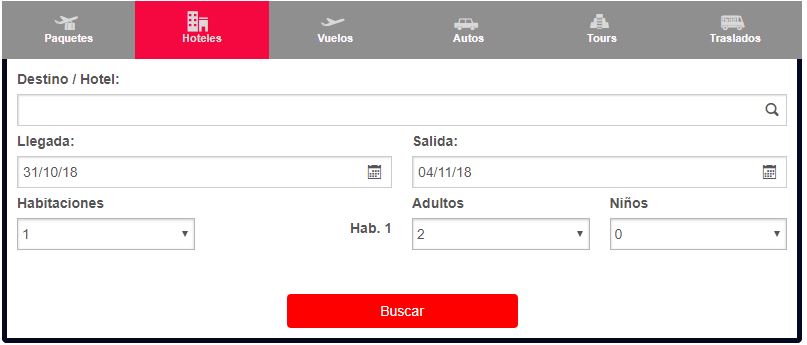 Paquetes Hoteles Vuelos Autos Tours Traslados
Destino / Hotel:
Llegada: Salida:
31/10/18 04/11/18
Habitaciones Adultos Niños
1 Hab. 1 2 0
Buscar